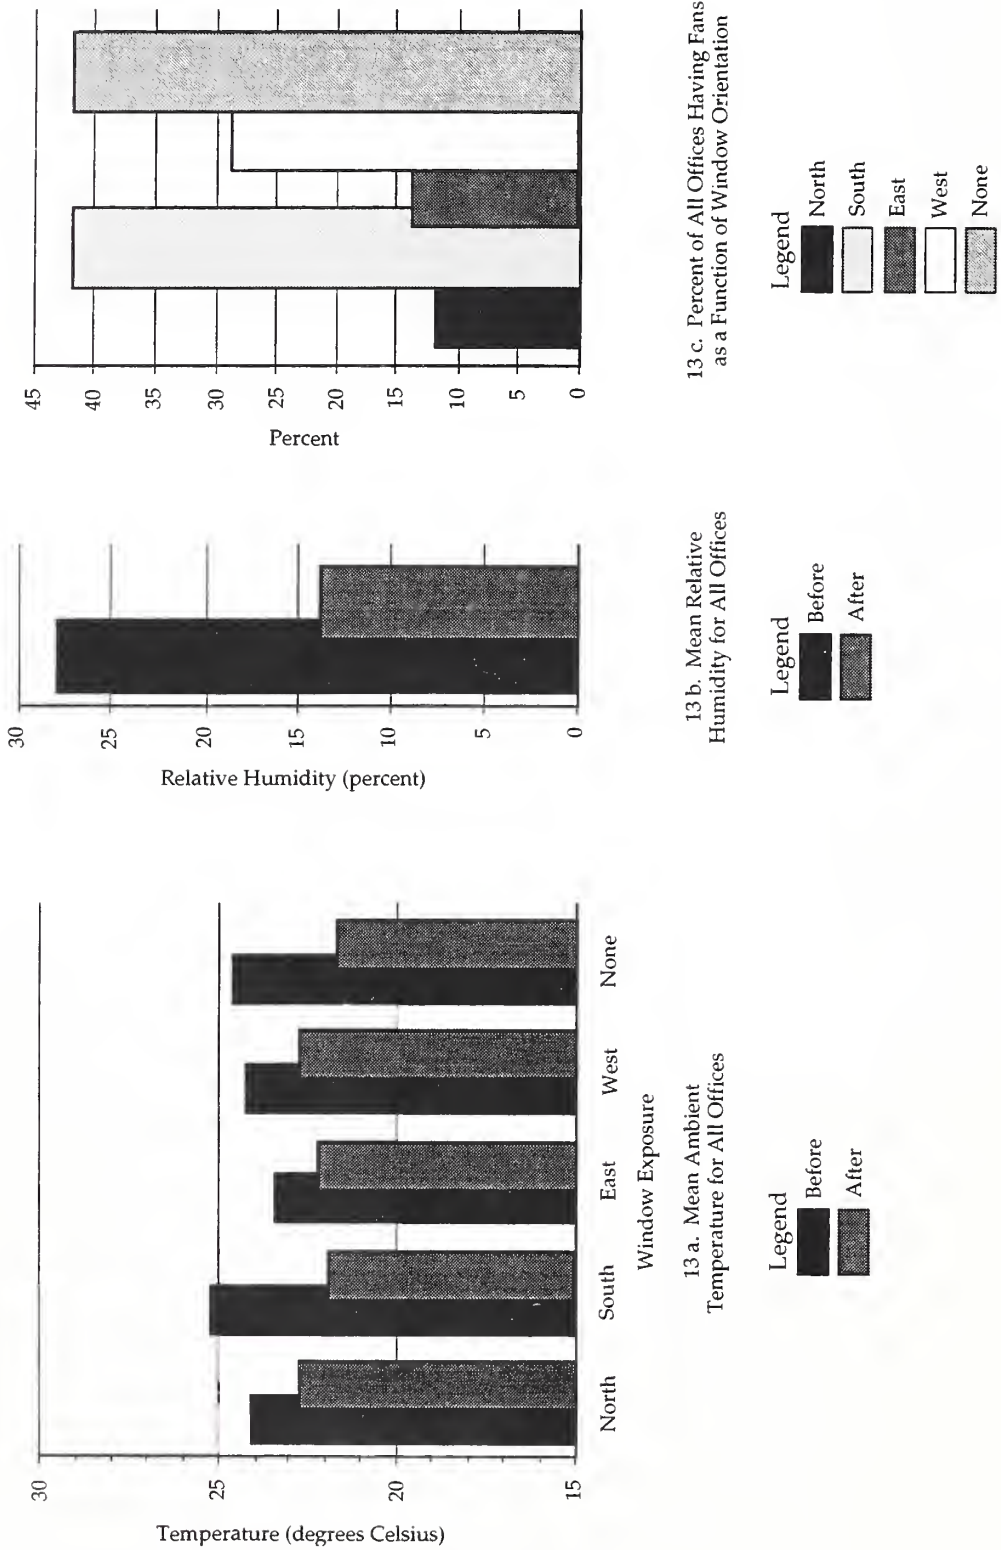 Temperature (degrees Celsius)
30
25
20
15
North
South
East
West
None
Window Exposure
13 a. Mean Ambient
Temperature for All Offices
Legend
Before
After
Relative Humidity (percent)
30
25
20
15
10
5
0
13 b. Mean Relative
Humidity for All Offices
Legend
Before
After
Percent
45
40
35
30
25
20
15
10
5
0
13 c. Percent of All Offices Having Fans
as a Function of Window Orientation
Legend
North
South
East
West
None